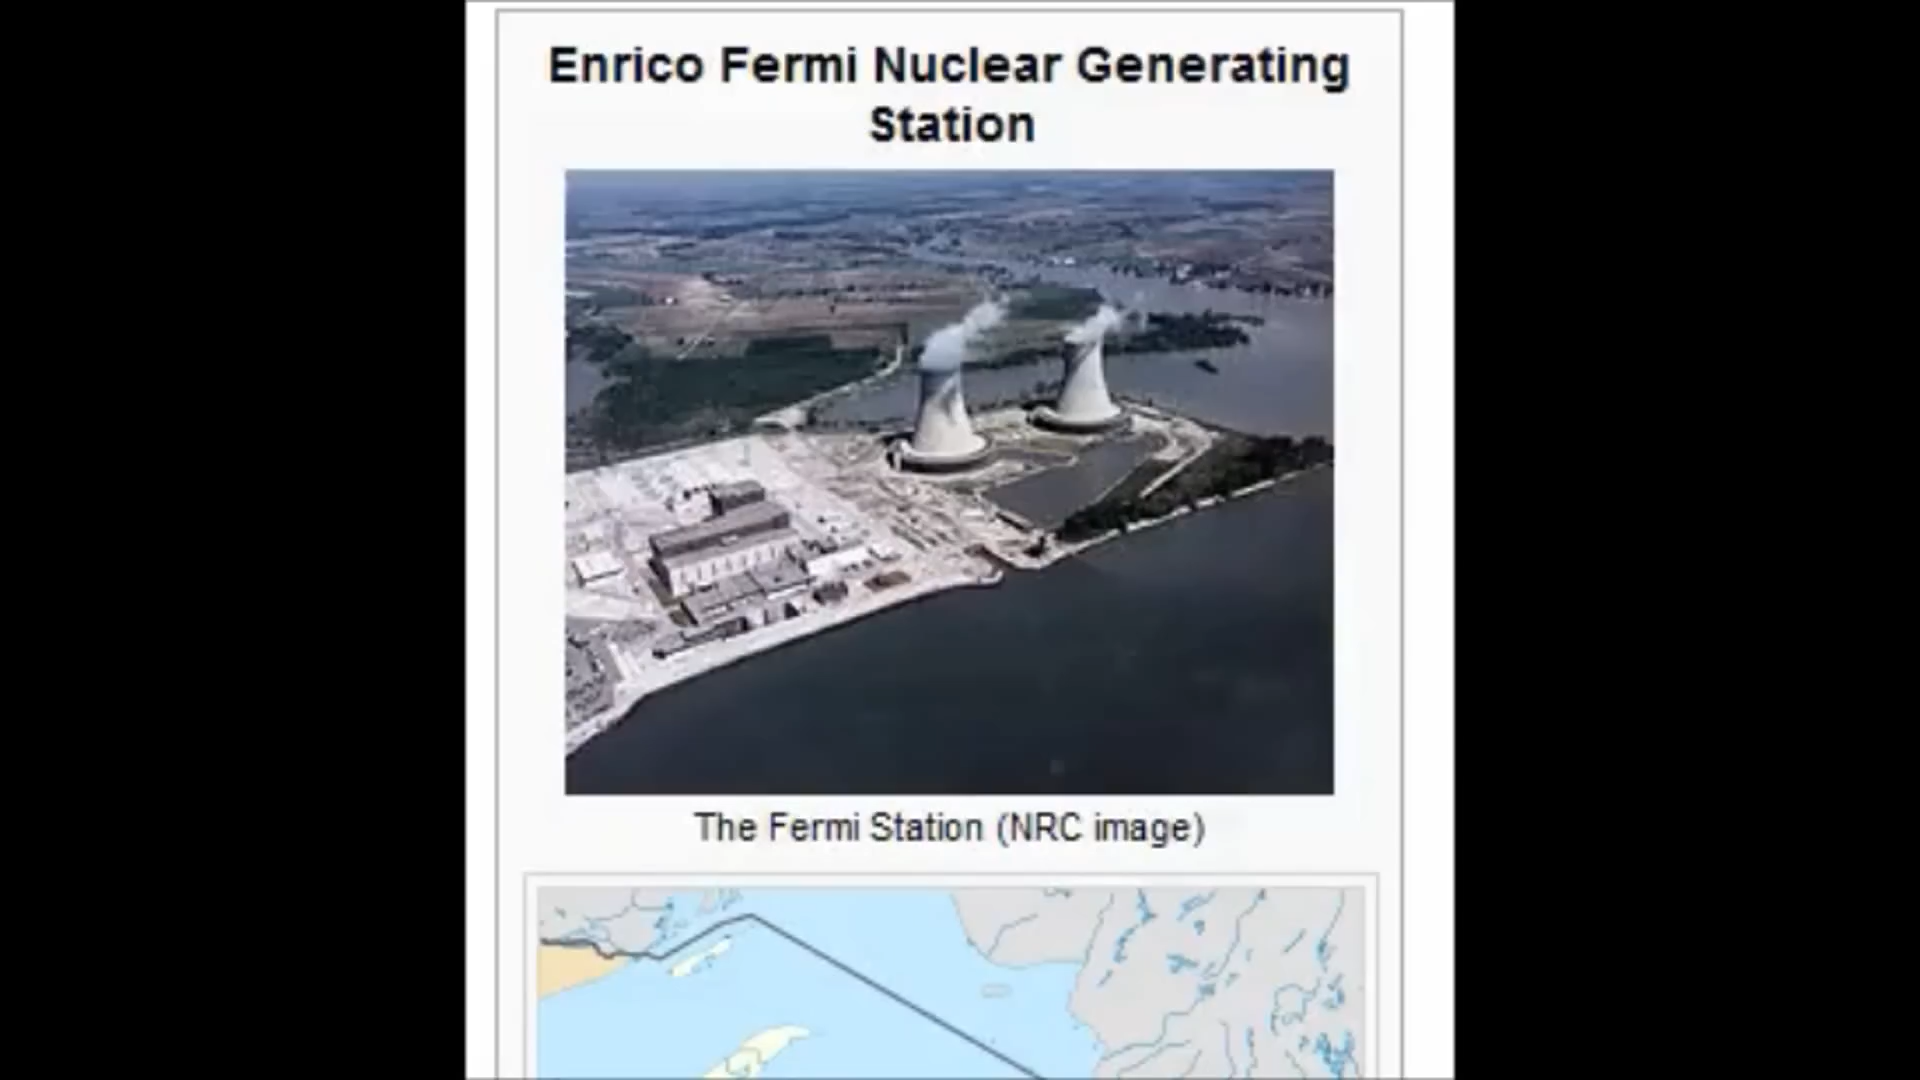 Enrico Fermi Nuclear Generating
Station
The Fermi Station (NRC image)